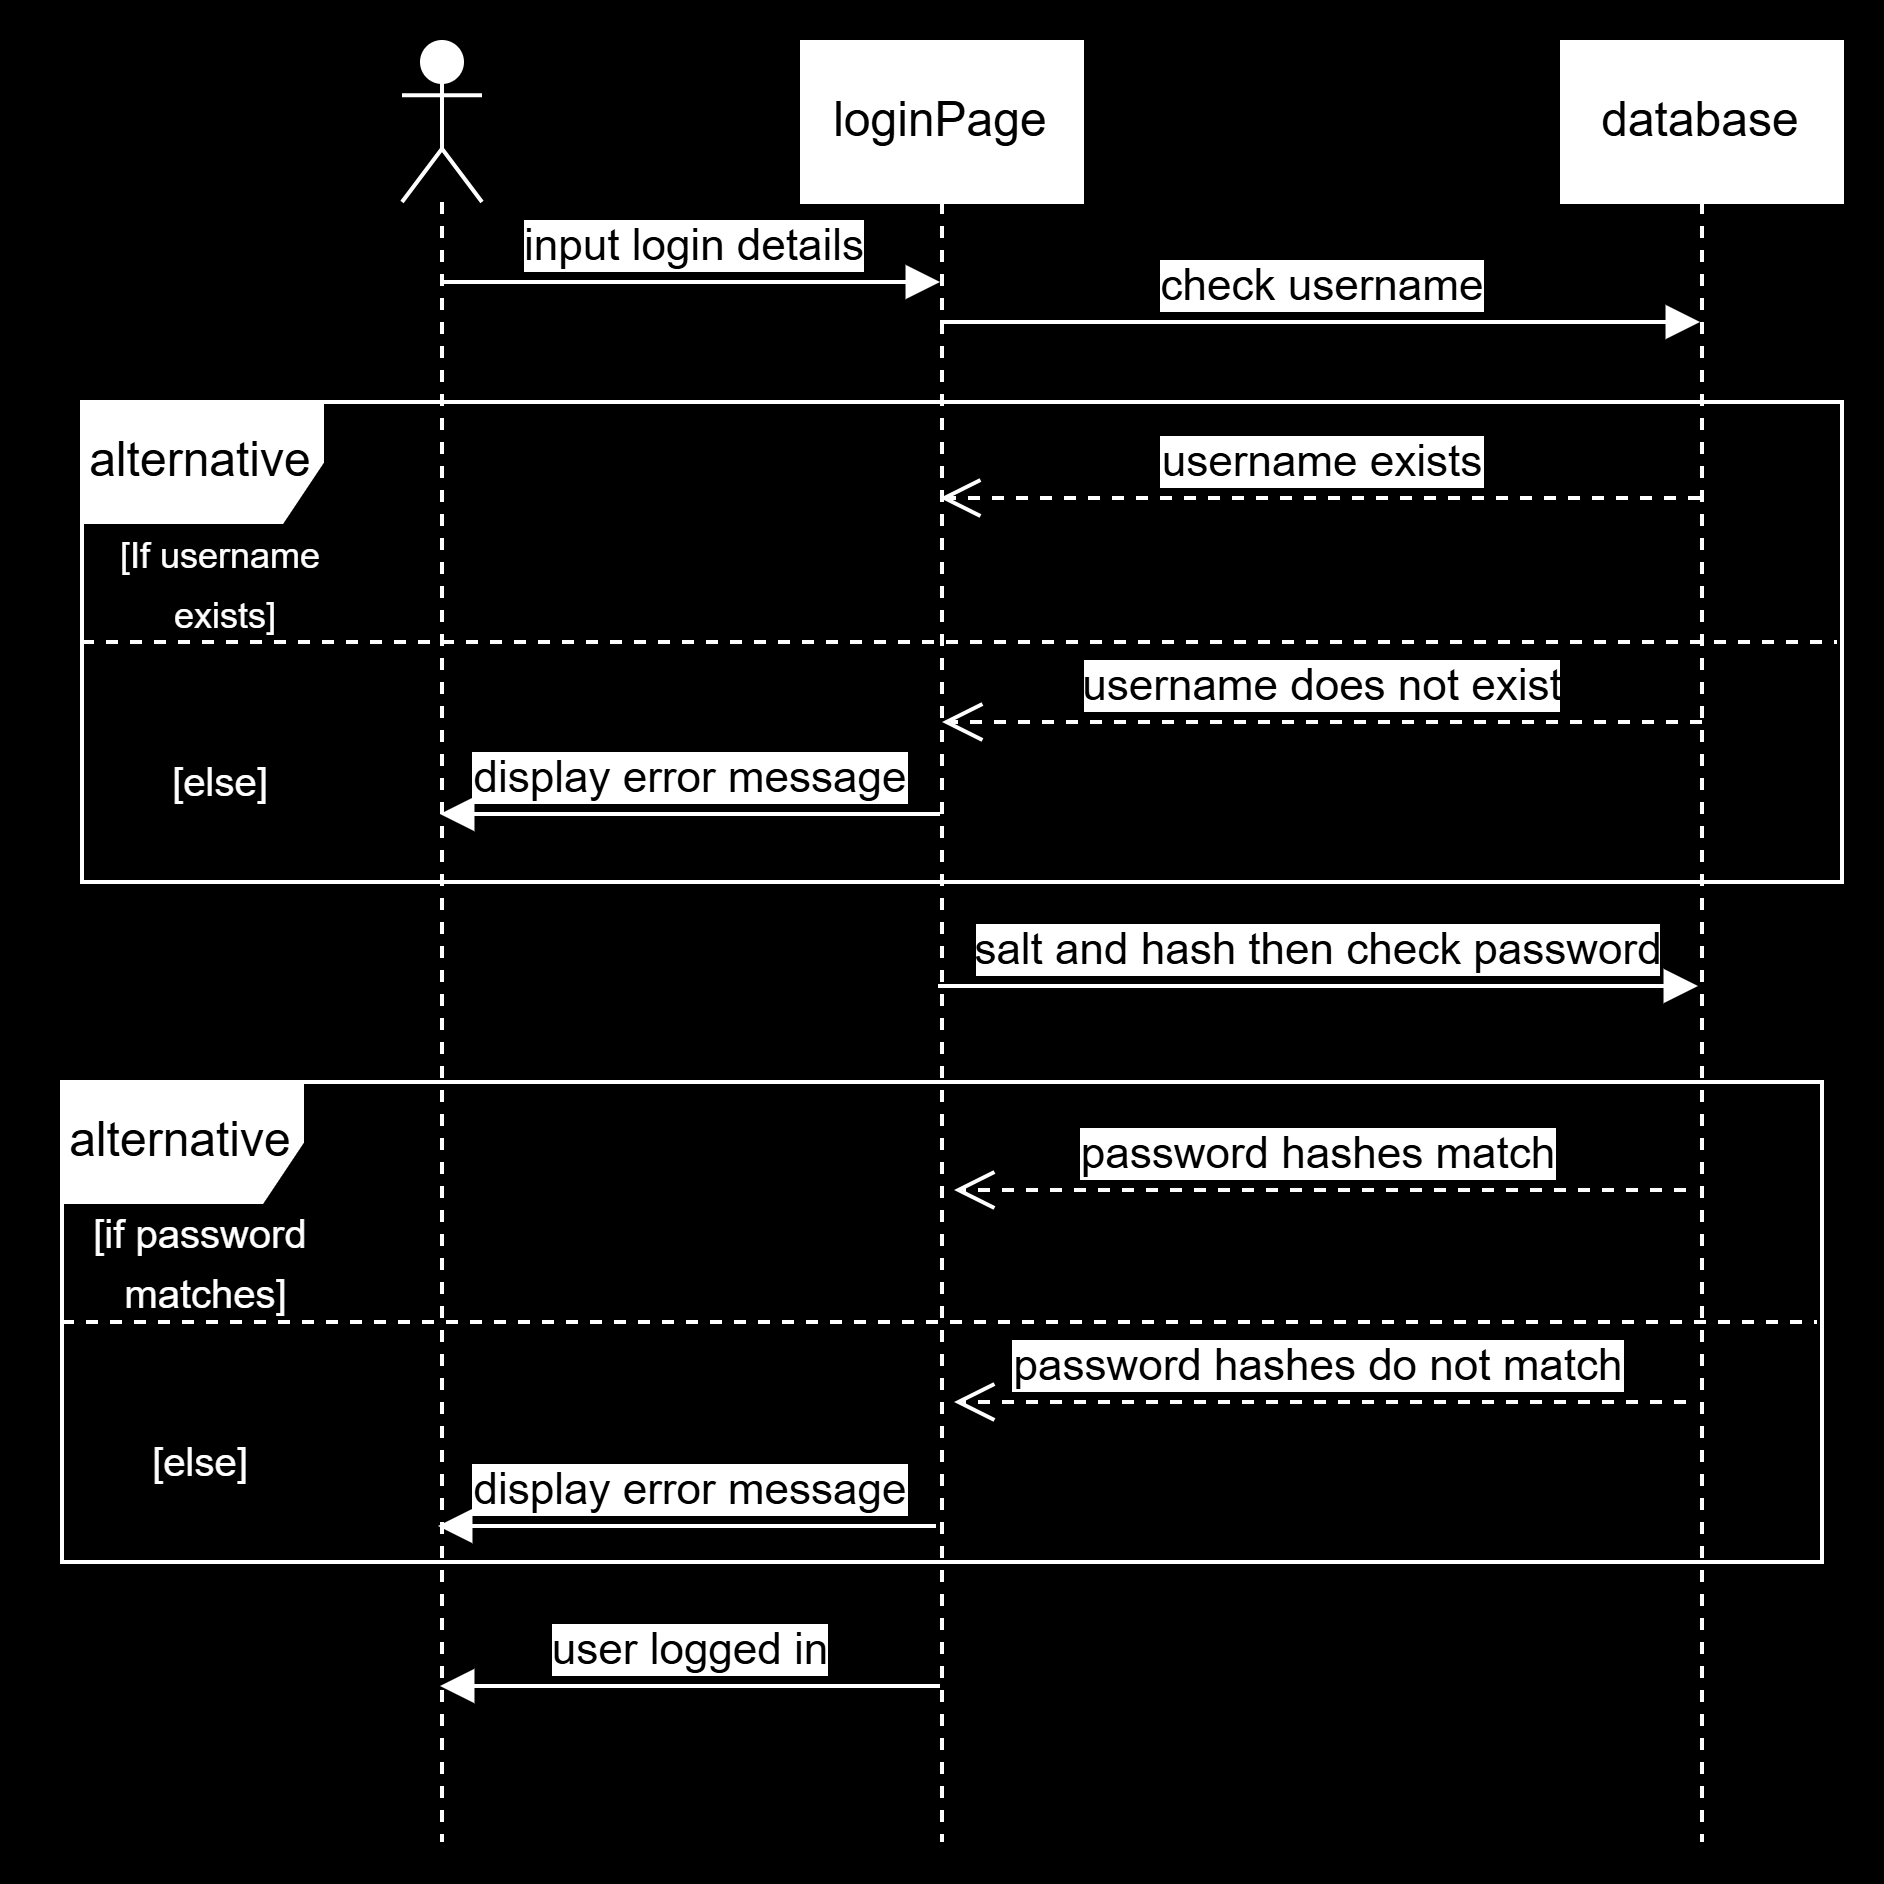 loginPage
database
input login details
check username
alternative
username exists
[If username
exists]
username does not exist
display error message
[else]
salt and hash then check password
alternative
password hashes match
[if password
matches]
password hashes do not match
[else]
display error message
user logged in